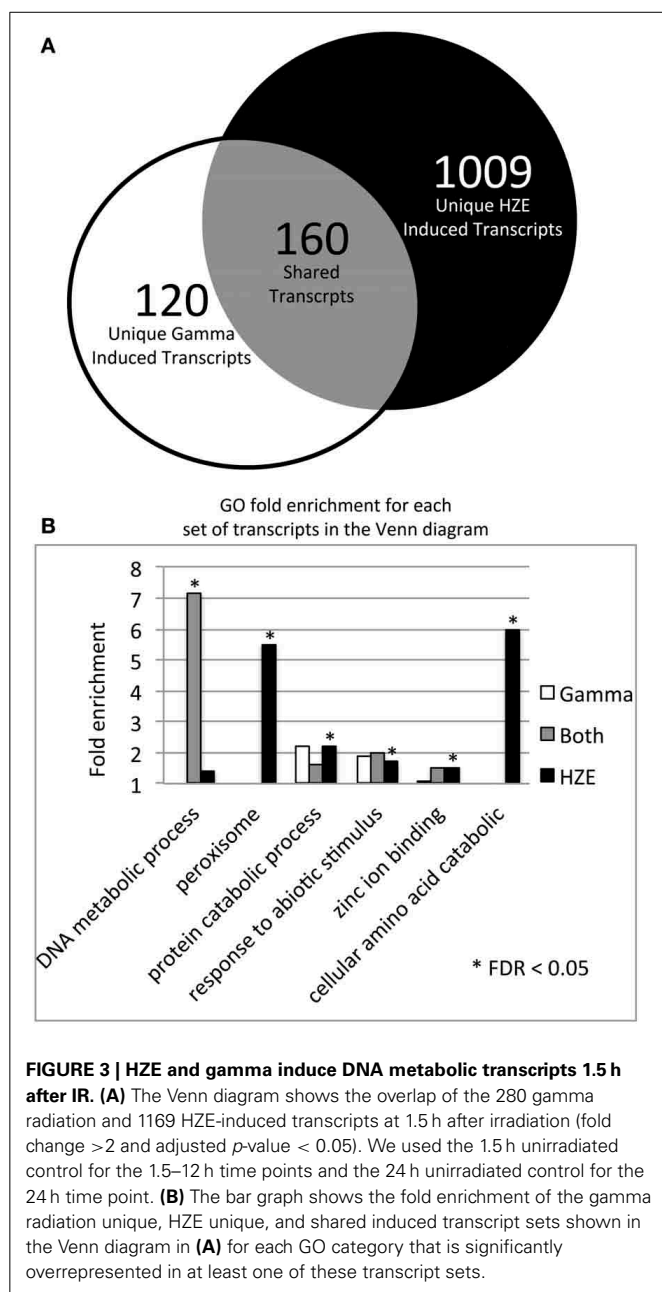 A
1009
Unique HZE
Induced Transcripts
160
Shared
Transcrpts
120
Unique Gamma
Induced Transcripts
GO fold enrichment for each
set of transcripts in the Venn diagram
B
8
7
6
5
4
3
2
1
Fold enrichment
*
*
*
*
*
*
Gamma
Both
HZE
DNA metabolic process
peroxisome
protein catabolic process
response to abiotic stimulus
zinc ion binding
cellular amino acid catabolic
* FDR < 0.05
FIGURE 3 | HZE and gamma induce DNA metabolic transcripts 1.5 h
after IR. (A) The Venn diagram shows the overlap of the 280 gamma
radiation and 1169 HZE-induced transcripts at 1.5 h after irradiation (fold
change >2 and adjusted p-value < 0.05). We used the 1.5 h unirradiated
control for the 1.5–12 h time points and the 24 h unirradiated control for the
24 h time point. (B) The bar graph shows the fold enrichment of the gamma
radiation unique, HZE unique, and shared induced transcript sets shown in
the Venn diagram in (A) for each GO category that is significantly
overrepresented in at least one of these transcript sets.